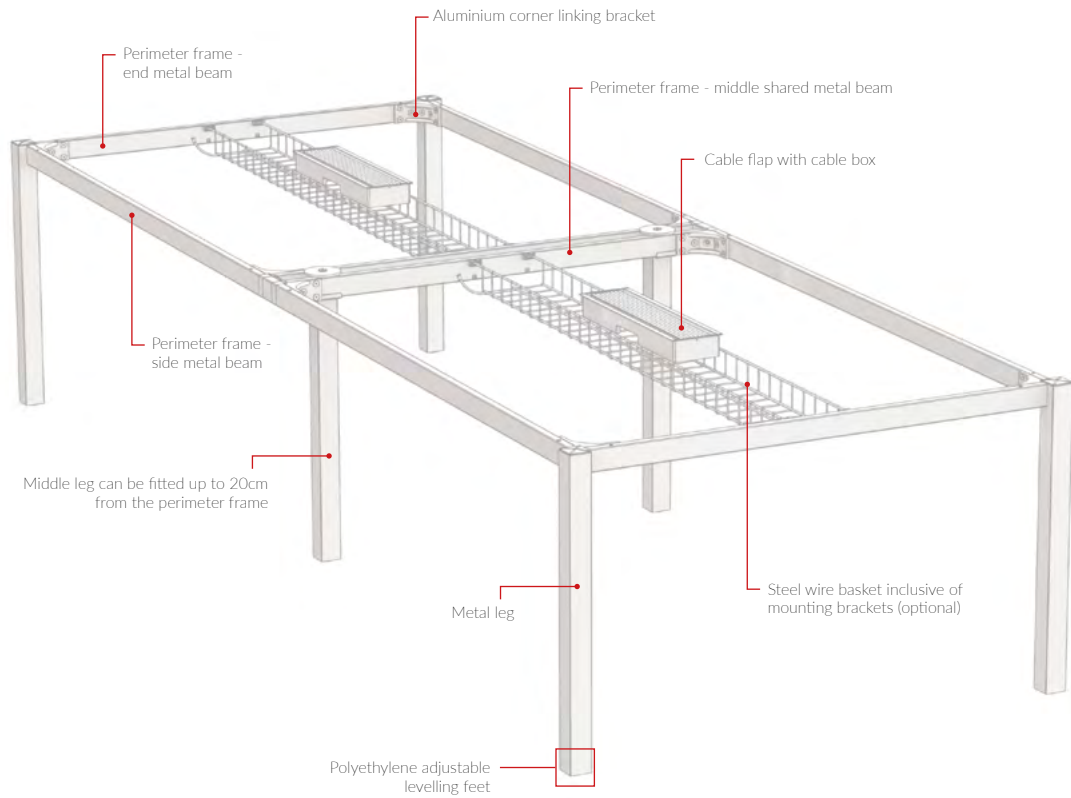 Aluminium corner linking bracket
Perimeter frame -
end metal beam
Perimeter frame - middle shared metal beam
Cable flap with cable box
Perimeter frame -
side metal beam
Middle leg can be fitted up to 20cm
from the perimeter frame
Steel wire basket inclusive of
mounting brackets (optional)
Metal leg
Polyethylene adjustable
levelling feet